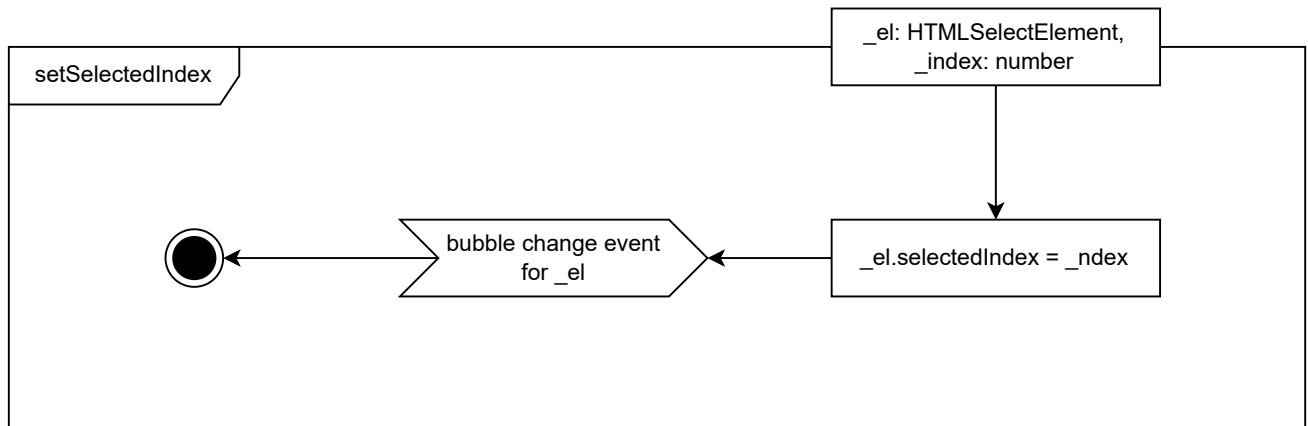 _el: HTMLSelectElement,
_index: number
setSelectedIndex
bubble change event
for _el
_el.selectedIndex = _ndex